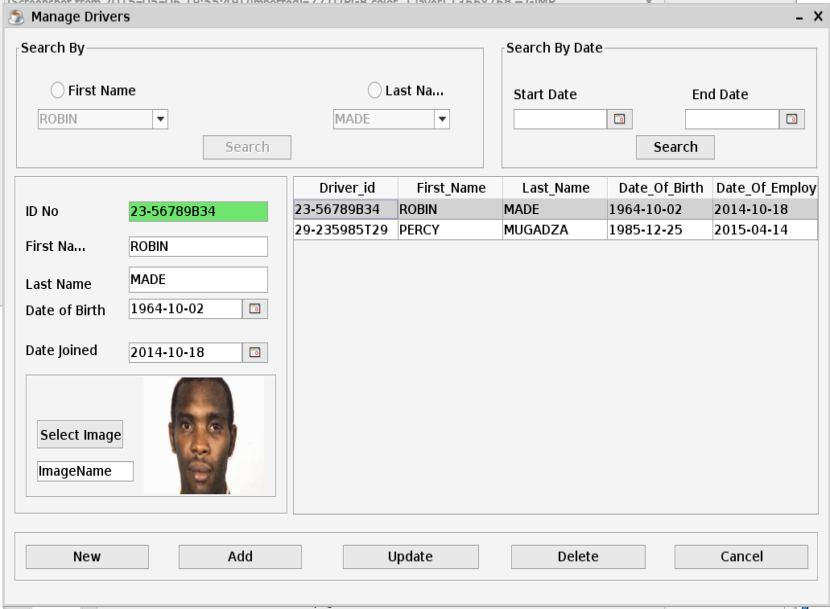 Manage Drivers
Search By
First Name
Last Na...
ROBIN
MADE
Search
Search By Date
Start Date
End Date
Search
ID No
23-56789B34
First Na...
ROBIN
Last Name
MADE
Date of Birth
1964-10-02
Date Joined
2014-10-18
Select Image
ImageName
Driver_id First_Name Last_Name Date_Of_Birth Date_Of_Employ
23-56789B34 ROBIN MADE 1964-10-02 2014-10-18
29-235985T29 PERCY MUGADZA 1985-12-25 2015-04-14
New
Add
Update
Delete
Cancel